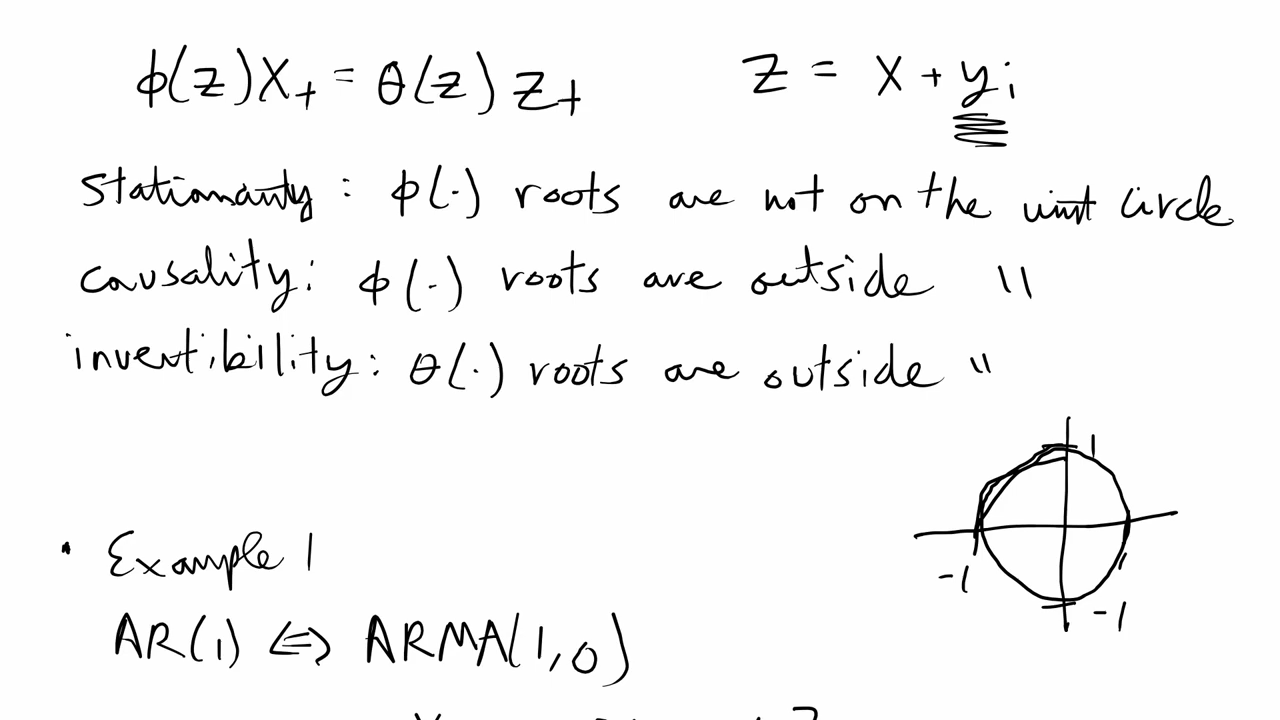 ϕ(z)X_t = θ(z)Z_t
z = x + yi
Stationarity: ϕ(·) roots are not on the unit circle
Causality: ϕ(·) roots are outside "
invertibility: θ(·) roots are outside "
1
-1
1
-1
• Example 1
AR(1) ⇔ ARMA(1,0)